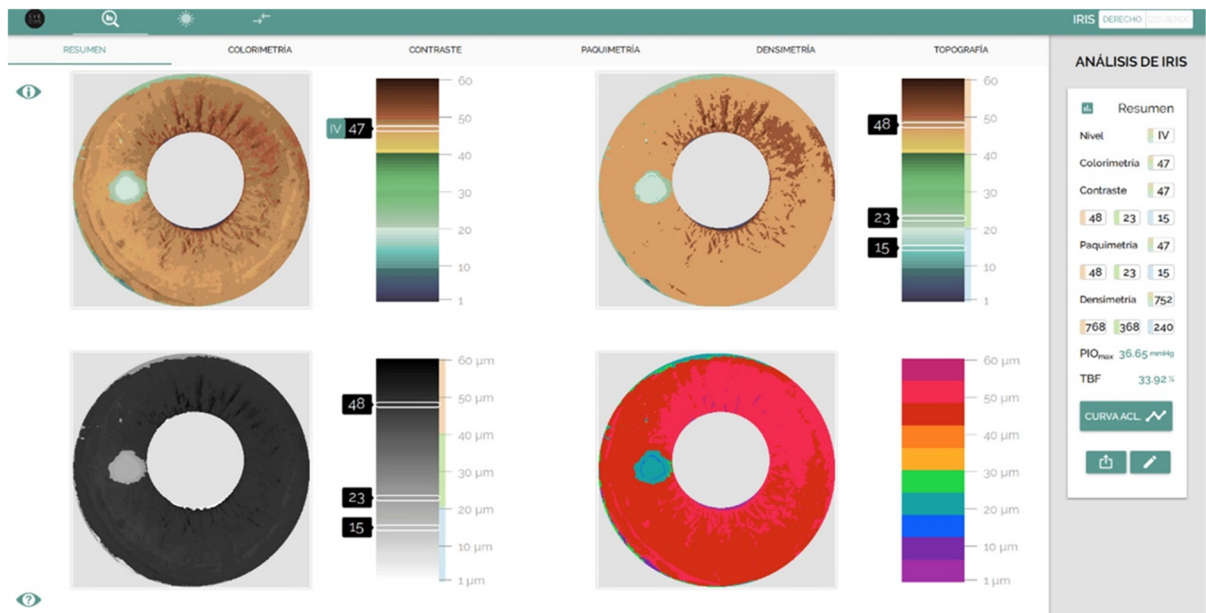 IRIS DERECHO IZQUIERDO
RESUMEN COLORIMETRÍA CONTRASTE PAQUIMETRÍA DENSIMETRÍA TOPOGRAFÍA
ANÁLISIS DE IRIS
60
50
IV 47
40
30
20
10
1
60
50
48
40
30
23
20
15
10
1
60 µm
50 µm
48
40 µm
30 µm
23
20 µm
15
10 µm
1 µm
60 µm
50 µm
40 µm
30 µm
20 µm
10 µm
1 µm
Resumen
Nivel IV
Colorimetría 47
Contraste 47
48 23 15
Paquimetría 47
48 23 15
Densimetría 752
768 368 240
PIOmax 36.65 mmHg
TBF 33.92 %
CURVA ACL.